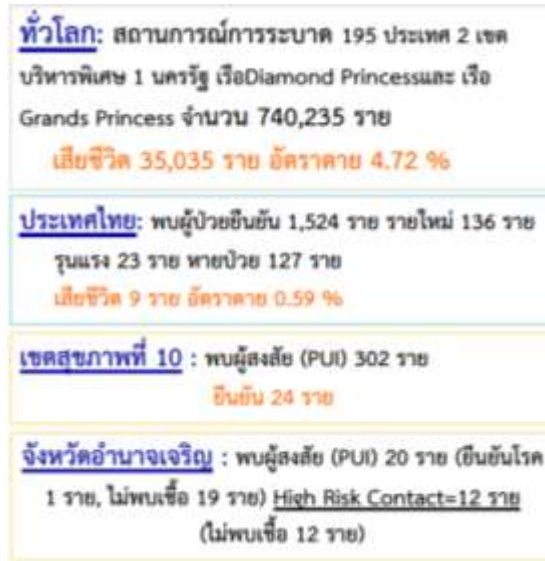 ทั่วโลก: สถานการณ์การระบาด 195 ประเทศ 2 เขต
บริหารพิเศษ 1 นครรัฐ เรือDiamond Princessและ เรือ
Grands Princess จำนวน 740,235 ราย
เสียชีวิต 35,035 ราย อัตราตาย 4.72 %
ประเทศไทย: พบผู้ป่วยยืนยัน 1,524 ราย รายใหม่ 136 ราย
รุนแรง 23 ราย หายป่วย 127 ราย
เสียชีวิต 9 ราย อัตราตาย 0.59 %
เขตสุขภาพที่ 10 : พบผู้สงสัย (PUI) 302 ราย
ยืนยัน 24 ราย
จังหวัดอำนาจเจริญ : พบผู้สงสัย (PUI) 20 ราย (ยืนยันโรค
1 ราย, ไม่พบเชื้อ 19 ราย) High Risk Contact=12 ราย
(ไม่พบเชื้อ 12 ราย)